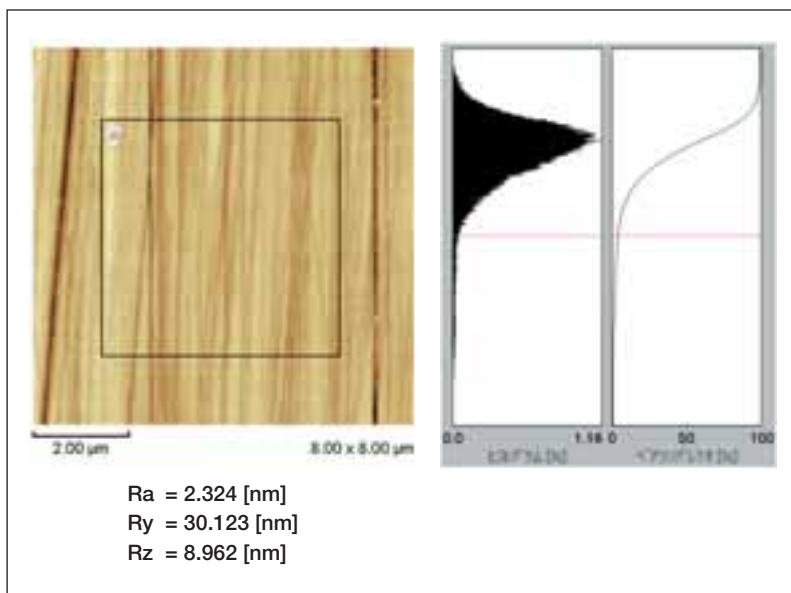 2.00 µm
8.00 x 8.00 µm
0.0
1.16
0
50
100
Ra = 2.324 [nm]
Ry = 30.123 [nm]
Rz = 8.962 [nm]